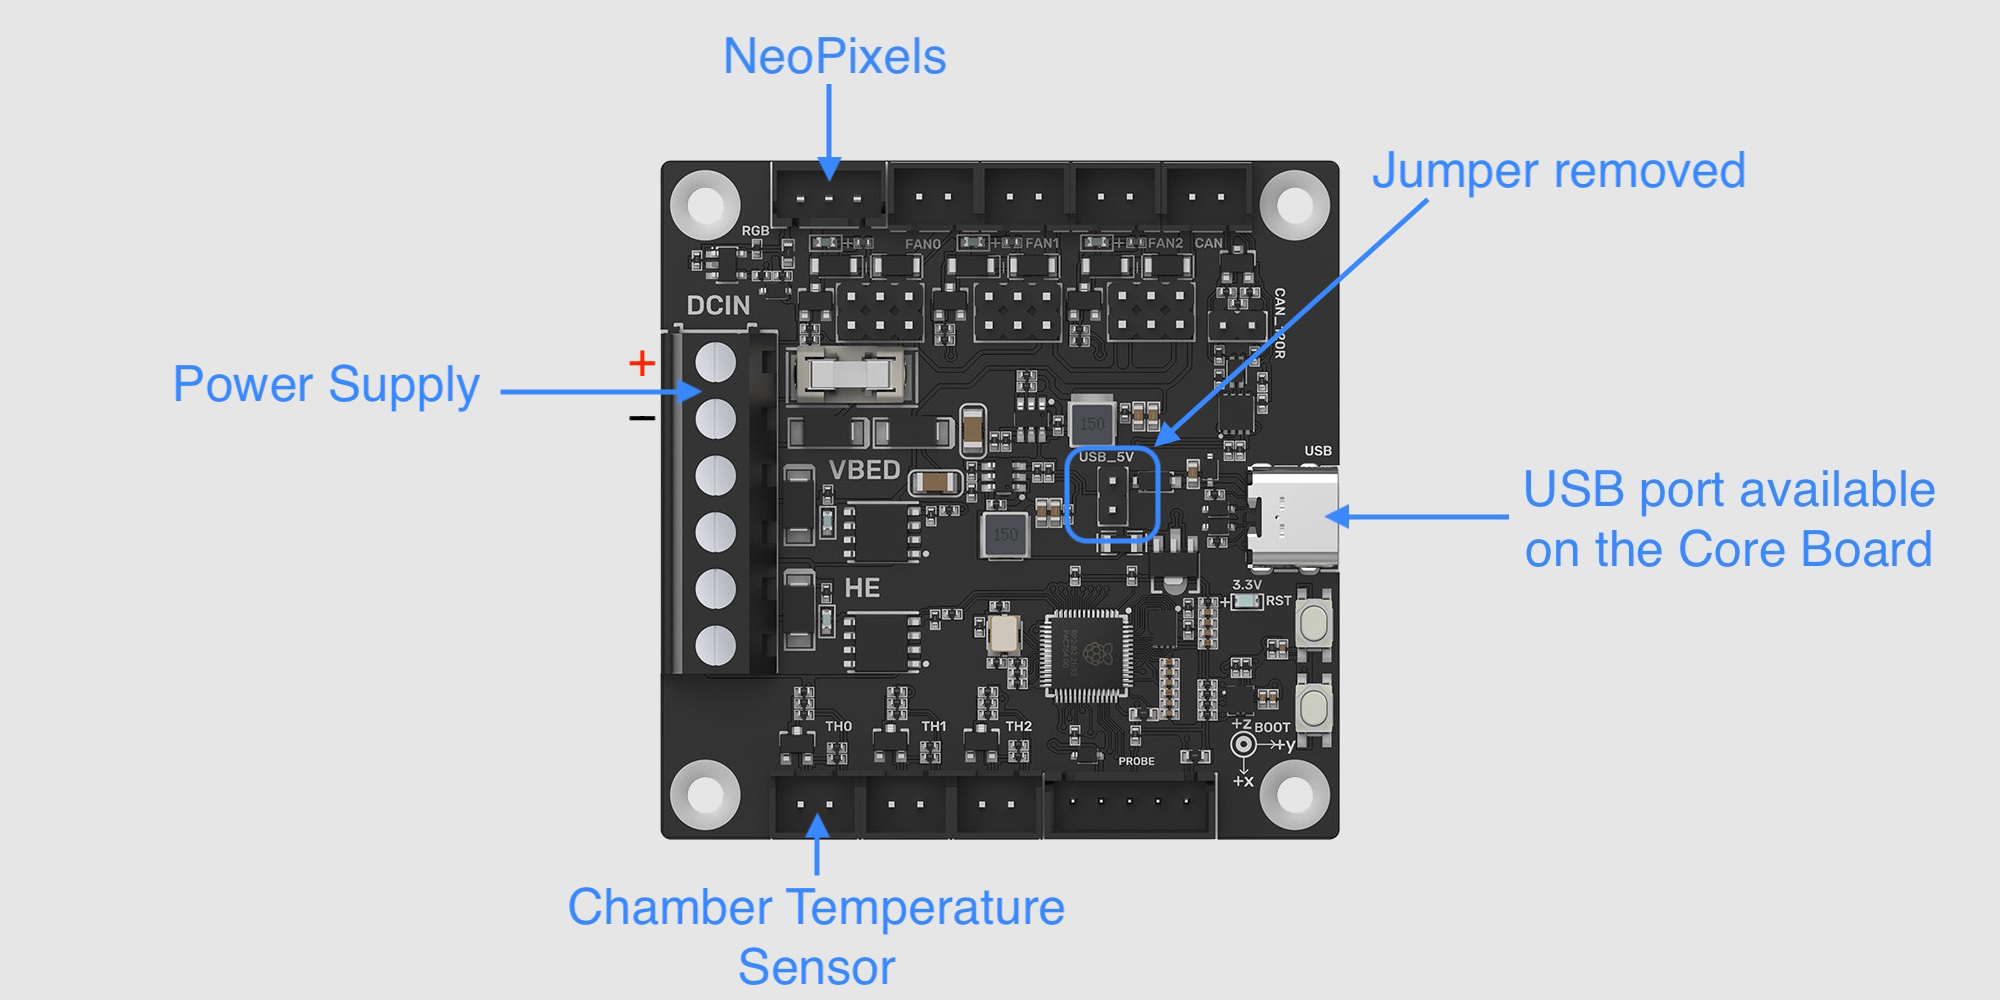 NeoPixels
Jumper removed
RGB
FAN0
FAN1
FAN2
CAN
DCIN
CAN_120R
+
Power Supply
−
150
USB_5V
USB
VBED
USB port available
on the Core Board
150
HE
3.3V
RST
TH0
TH1
TH2
+Z
BOOT
+y
PROBE
+X
Chamber Temperature
Sensor